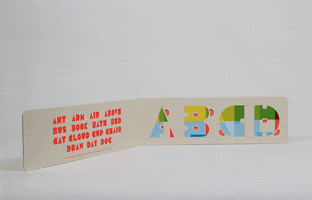 ANT ARM AIR ABOVE
BUS BOOK BATH BED
CAT CLOUD CUP CHAIR
DRAW DAY DOG
ABCD